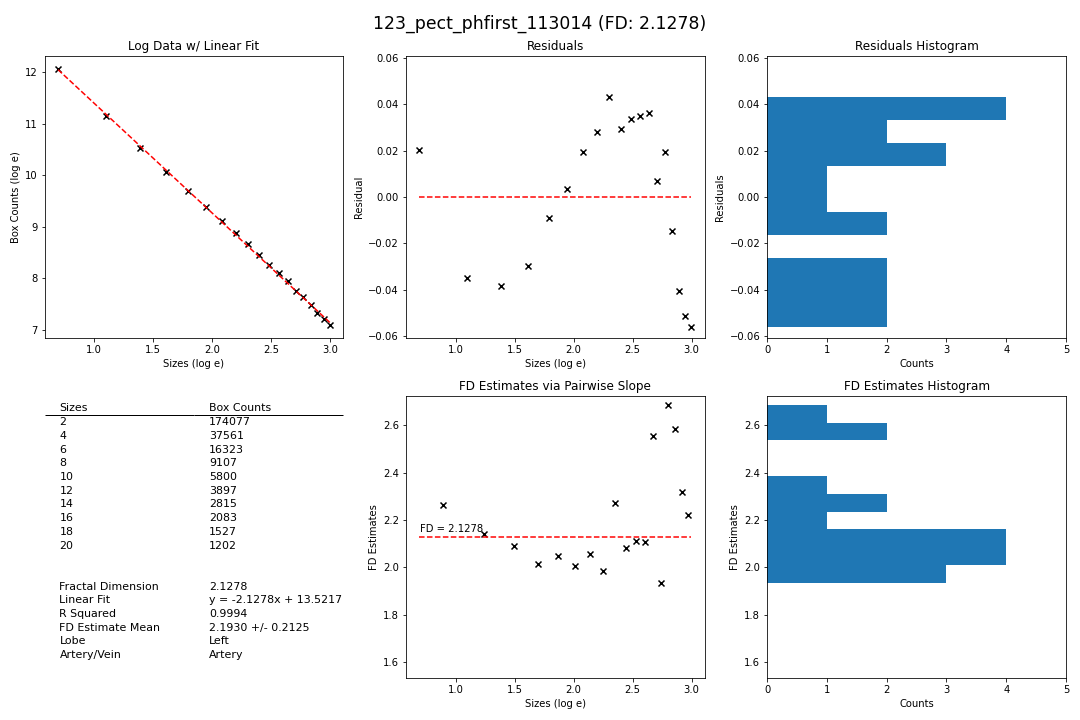 123_pect_phfirst_113014 (FD: 2.1278)
Log Data w/ Linear Fit
12
11
10
9
8
7
Box Counts (log e)
1.0 1.5 2.0 2.5 3.0
Sizes (log e)
Residuals
0.06
0.04
0.02
0.00
−0.02
−0.04
−0.06
Residual
1.0 1.5 2.0 2.5 3.0
Sizes (log e)
Residuals Histogram
0.06
0.04
0.02
0.00
−0.02
−0.04
−0.06
Residuals
0 1 2 3 4 5
Counts
Sizes Box Counts
2 174077
4 37561
6 16323
8 9107
10 5800
12 3897
14 2815
16 2083
18 1527
20 1202
Fractal Dimension 2.1278
Linear Fit y = -2.1278x + 13.5217
R Squared 0.9994
FD Estimate Mean 2.1930 +/- 0.2125
Lobe Left
Artery/Vein Artery
FD Estimates via Pairwise Slope
2.6
2.4
2.2
2.0
1.8
1.6
FD Estimates
FD = 2.1278
1.0 1.5 2.0 2.5 3.0
Sizes (log e)
FD Estimates Histogram
2.6
2.4
2.2
2.0
1.8
1.6
FD Estimates
0 1 2 3 4 5
Counts